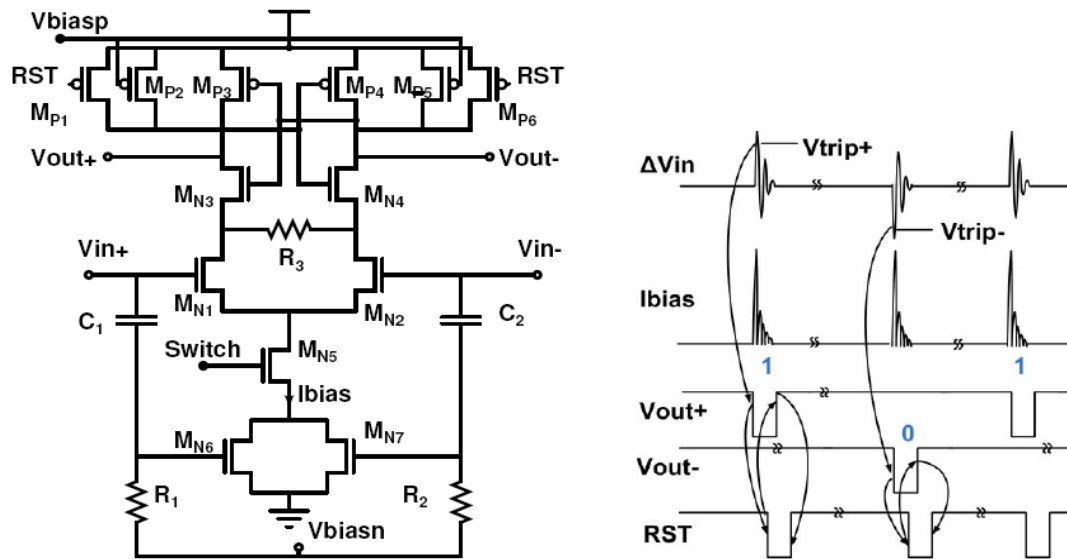 Vbiasp
RST
MP2
MP3
MP4
MP5
RST
MP1
MP6
Vout+
Vout-
MN3
MN4
Vin+
R3
Vin-
MN1
MN2
C1
C2
Switch
MN5
Ibias
MN6
MN7
R1
R2
Vbiasn
ΔVin
Vtrip+
Vtrip-
Ibias
1
1
Vout+
0
Vout-
RST